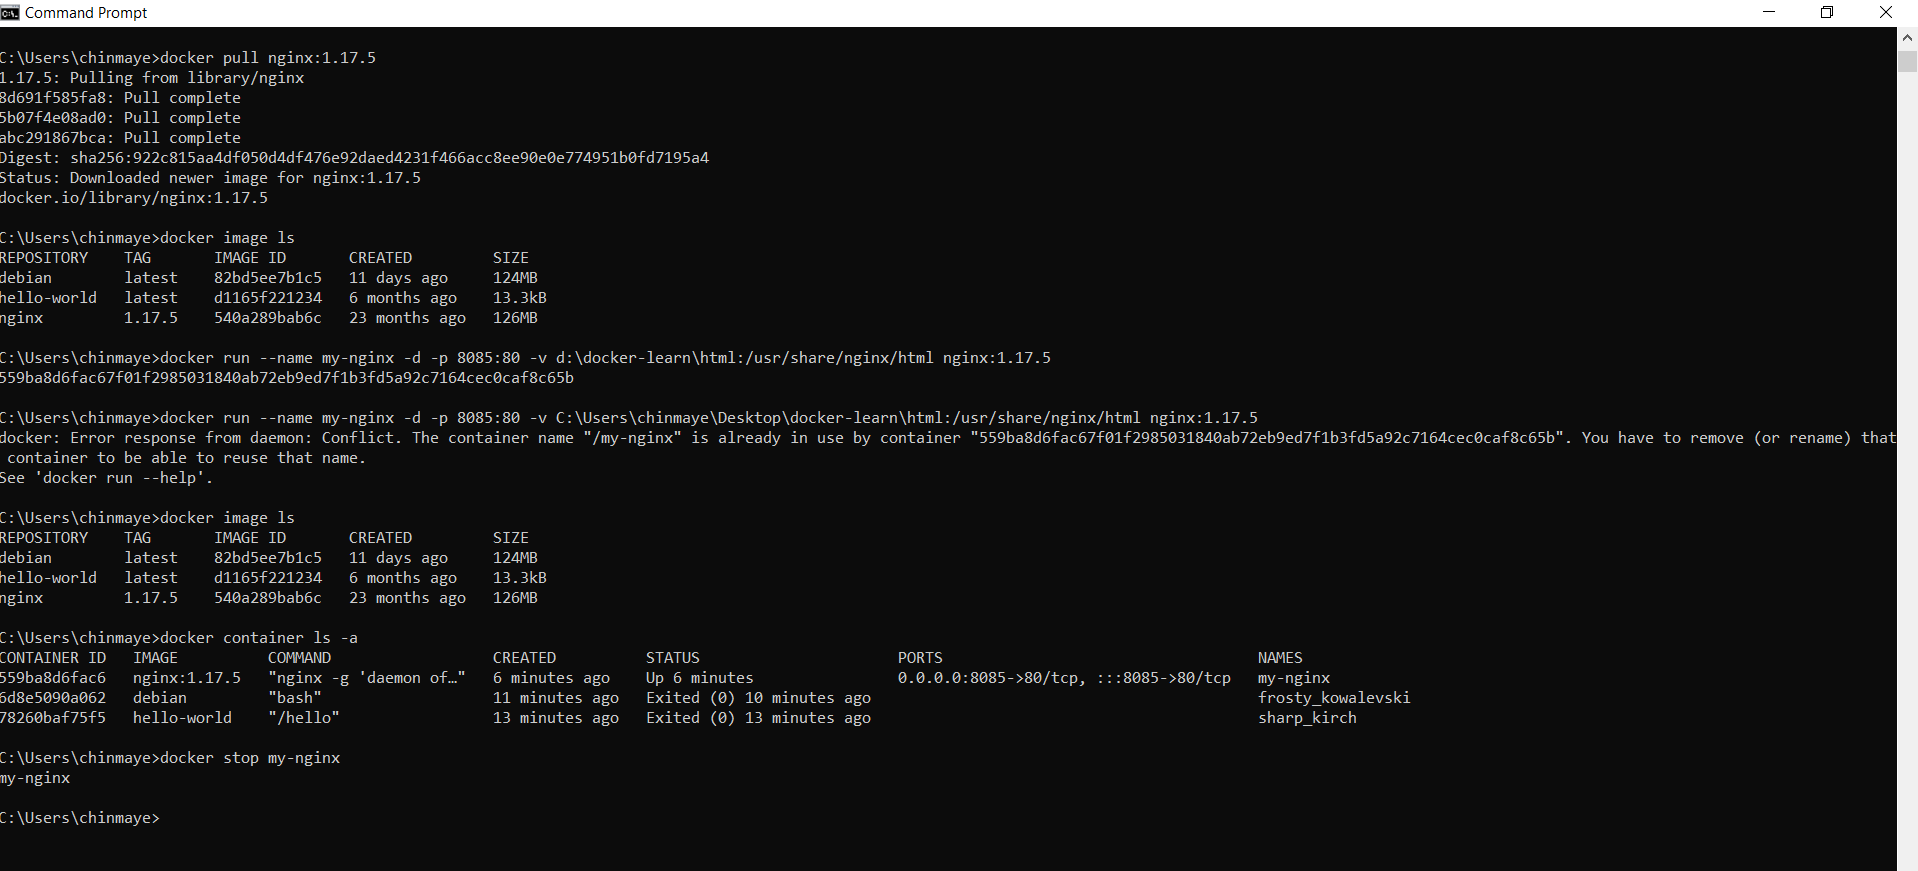 Command Prompt
C:\Users\chinmaye>docker pull nginx:1.17.5
1.17.5: Pulling from library/nginx
8d691f585fa8: Pull complete
5b07f4e08ad0: Pull complete
abc291867bca: Pull complete
Digest: sha256:922c815aa4df050d4df476e92daed4231f466acc8ee90e0e774951b0fd7195a4
Status: Downloaded newer image for nginx:1.17.5
docker.io/library/nginx:1.17.5
C:\Users\chinmaye>docker image ls
REPOSITORY    TAG       IMAGE ID       CREATED         SIZE
debian        latest    82bd5ee7b1c5   11 days ago     124MB
hello-world   latest    d1165f221234   6 months ago    13.3kB
nginx         1.17.5    540a289bab6c   23 months ago   126MB
C:\Users\chinmaye>docker run --name my-nginx -d -p 8085:80 -v d:\docker-learn\html:/usr/share/nginx/html nginx:1.17.5
559ba8d6fac67f01f2985031840ab72eb9ed7f1b3fd5a92c7164cec0caf8c65b
C:\Users\chinmaye>docker run --name my-nginx -d -p 8085:80 -v C:\Users\chinmaye\Desktop\docker-learn\html:/usr/share/nginx/html nginx:1.17.5
docker: Error response from daemon: Conflict. The container name "/my-nginx" is already in use by container "559ba8d6fac67f01f2985031840ab72eb9ed7f1b3fd5a92c7164cec0caf8c65b". You have to remove (or rename) that
container to be able to reuse that name.
See 'docker run --help'.
C:\Users\chinmaye>docker image ls
REPOSITORY    TAG       IMAGE ID       CREATED         SIZE
debian        latest    82bd5ee7b1c5   11 days ago     124MB
hello-world   latest    d1165f221234   6 months ago    13.3kB
nginx         1.17.5    540a289bab6c   23 months ago   126MB
C:\Users\chinmaye>docker container ls -a
CONTAINER ID   IMAGE          COMMAND                  CREATED          STATUS                      PORTS                                   NAMES
559ba8d6fac6   nginx:1.17.5   "nginx -g 'daemon of…"   6 minutes ago    Up 6 minutes                0.0.0.0:8085->80/tcp, :::8085->80/tcp   my-nginx
6d8e5090a062   debian         "bash"                   11 minutes ago   Exited (0) 10 minutes ago                                           frosty_kowalevski
78260baf75f5   hello-world    "/hello"                 13 minutes ago   Exited (0) 13 minutes ago                                           sharp_kirch
C:\Users\chinmaye>docker stop my-nginx
my-nginx
C:\Users\chinmaye>